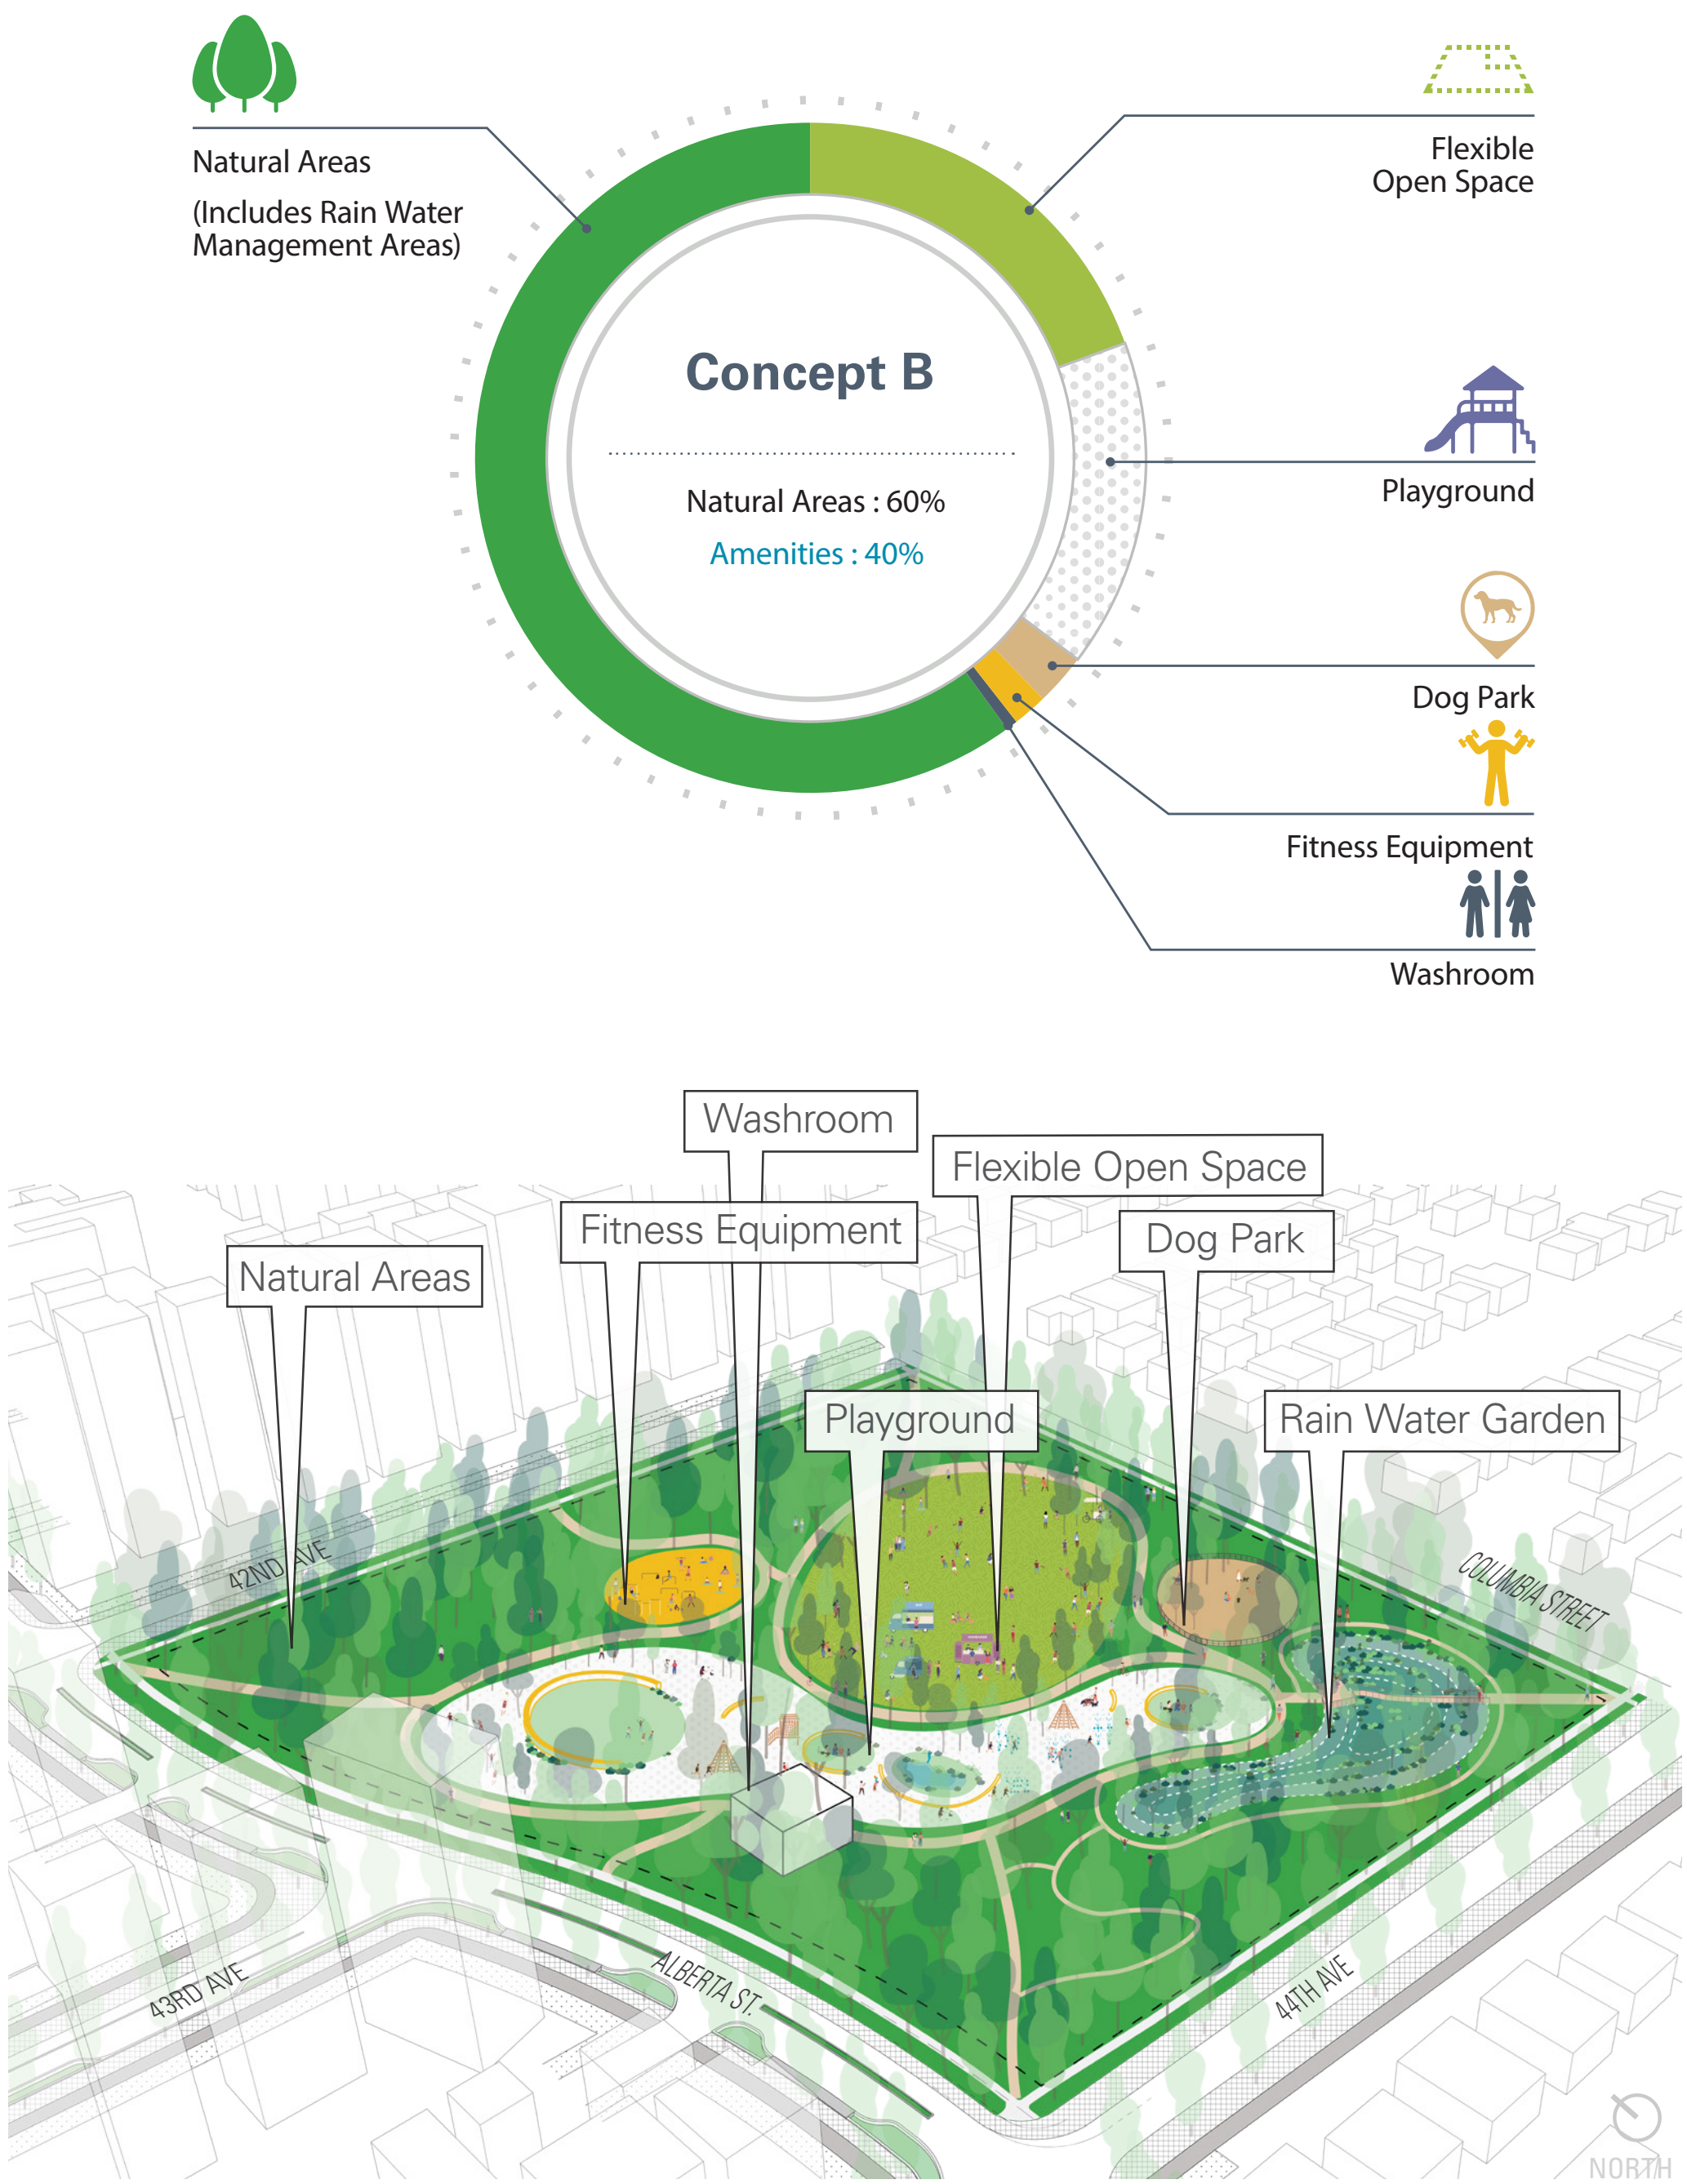 Natural Areas
(Includes Rain Water
Management Areas)
Flexible
Open Space
Concept B
Natural Areas : 60%
Amenities : 40%
Playground
Dog Park
Fitness Equipment
Washroom
Washroom
Flexible Open Space
Fitness Equipment
Dog Park
Natural Areas
Playground
Rain Water Garden
42ND AVE
COLUMBIA STREET
43RD AVE
ALBERTA ST.
44TH AVE
NORTH